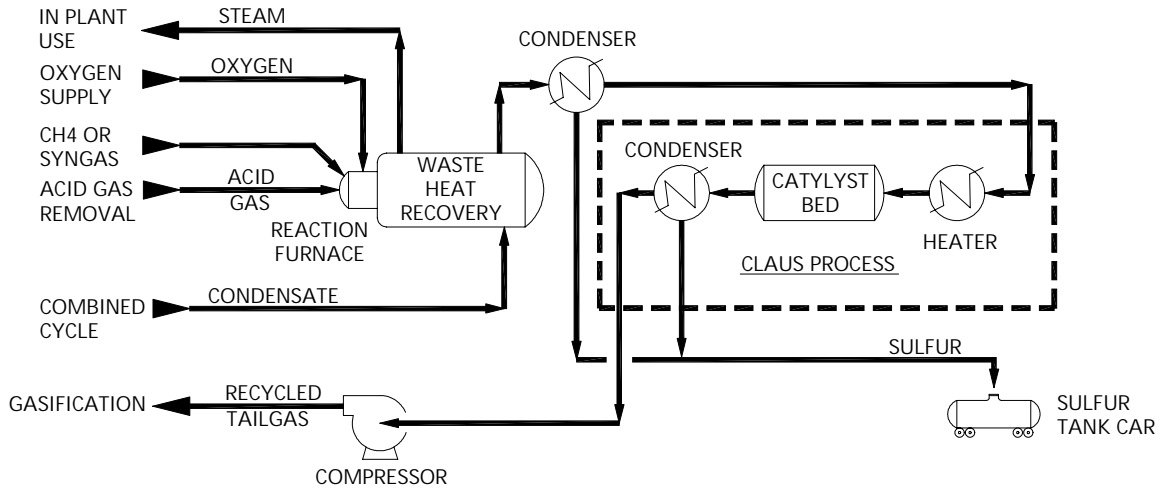 IN PLANT
USE
STEAM
OXYGEN
SUPPLY
OXYGEN
CH4 OR
SYNGAS
ACID GAS
REMOVAL
ACID
GAS
REACTION
FURNACE
WASTE
HEAT
RECOVERY
CONDENSER
CONDENSER
CATYLYST
BED
HEATER
CLAUS PROCESS
COMBINED
CYCLE
CONDENSATE
SULFUR
GASIFICATION
RECYCLED
TAILGAS
COMPRESSOR
SULFUR
TANK CAR